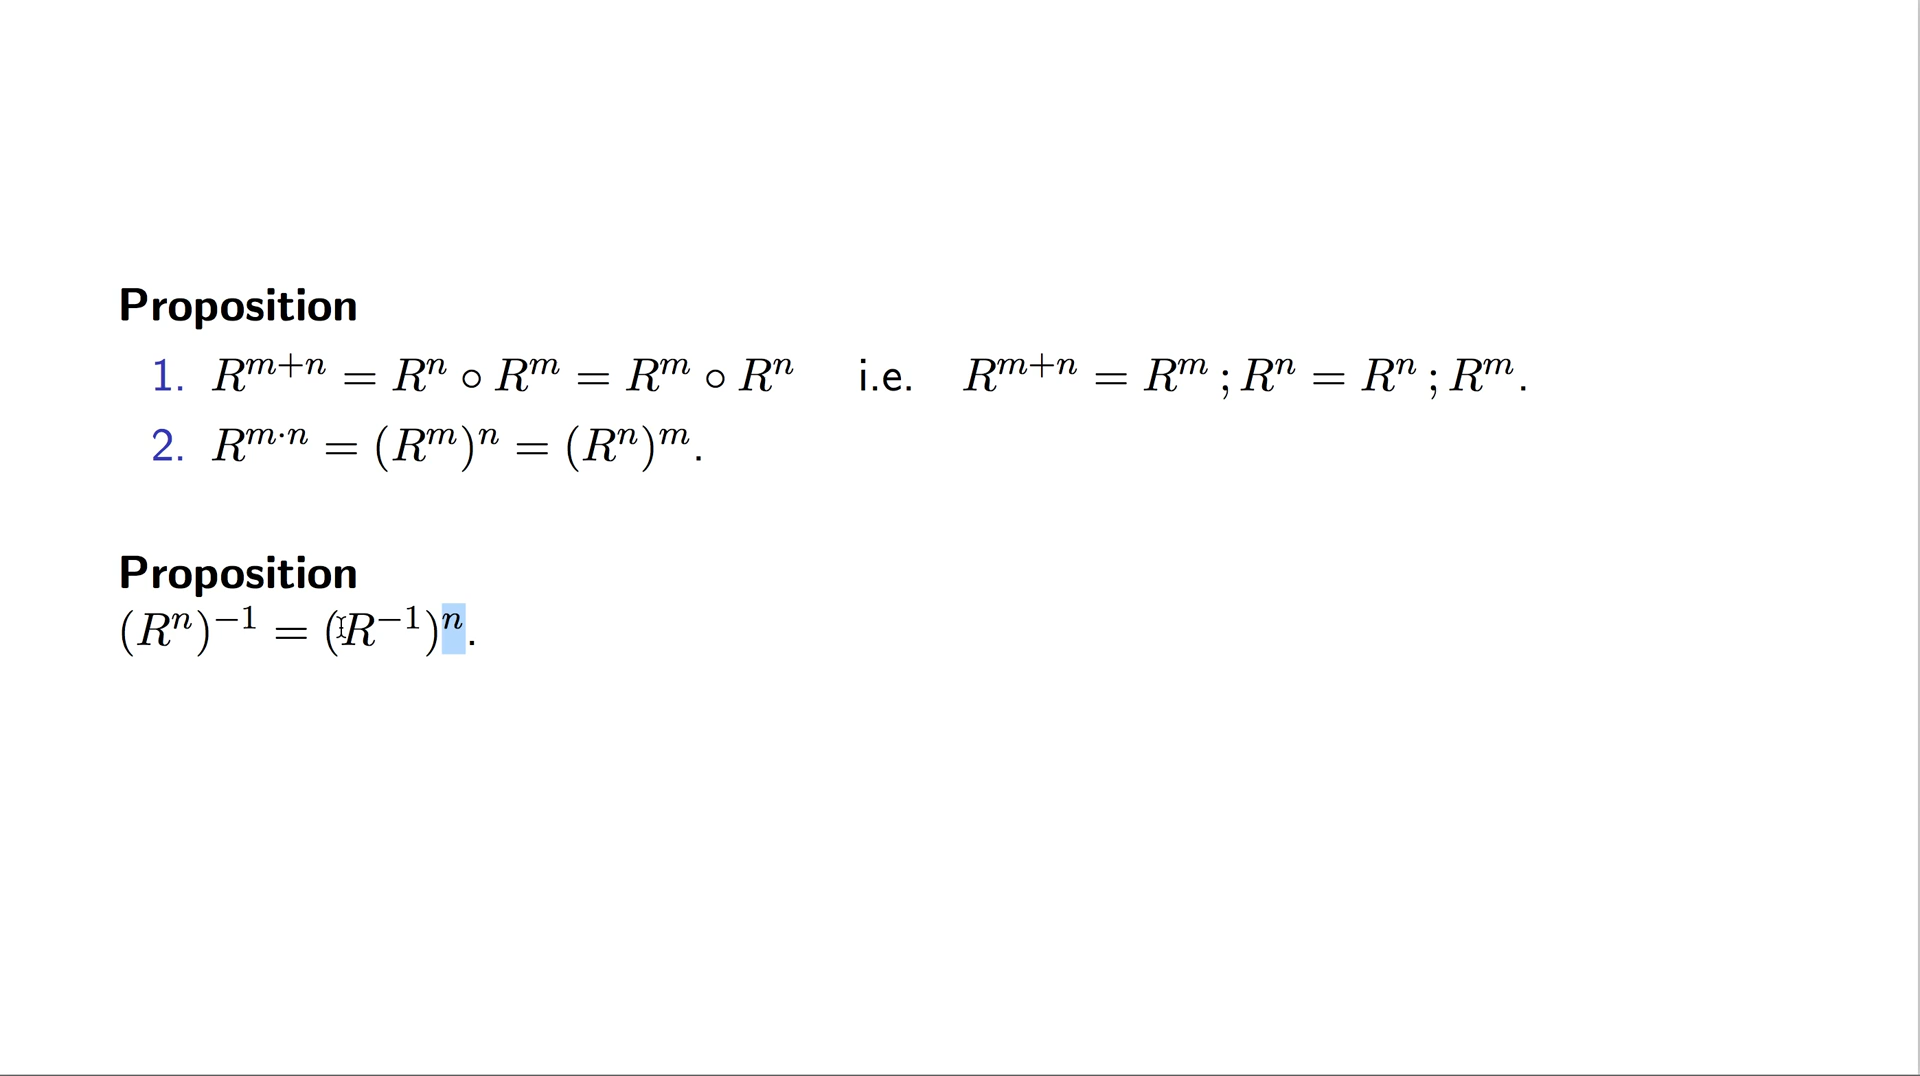 Proposition
1. R^{m+n} = R^n ∘ R^m = R^m ∘ R^n i.e. R^{m+n} = R^m ; R^n = R^n ; R^m.
2. R^{m·n} = (R^m)^n = (R^n)^m.
Proposition
(R^n)^{-1} = (R^{-1})^n.